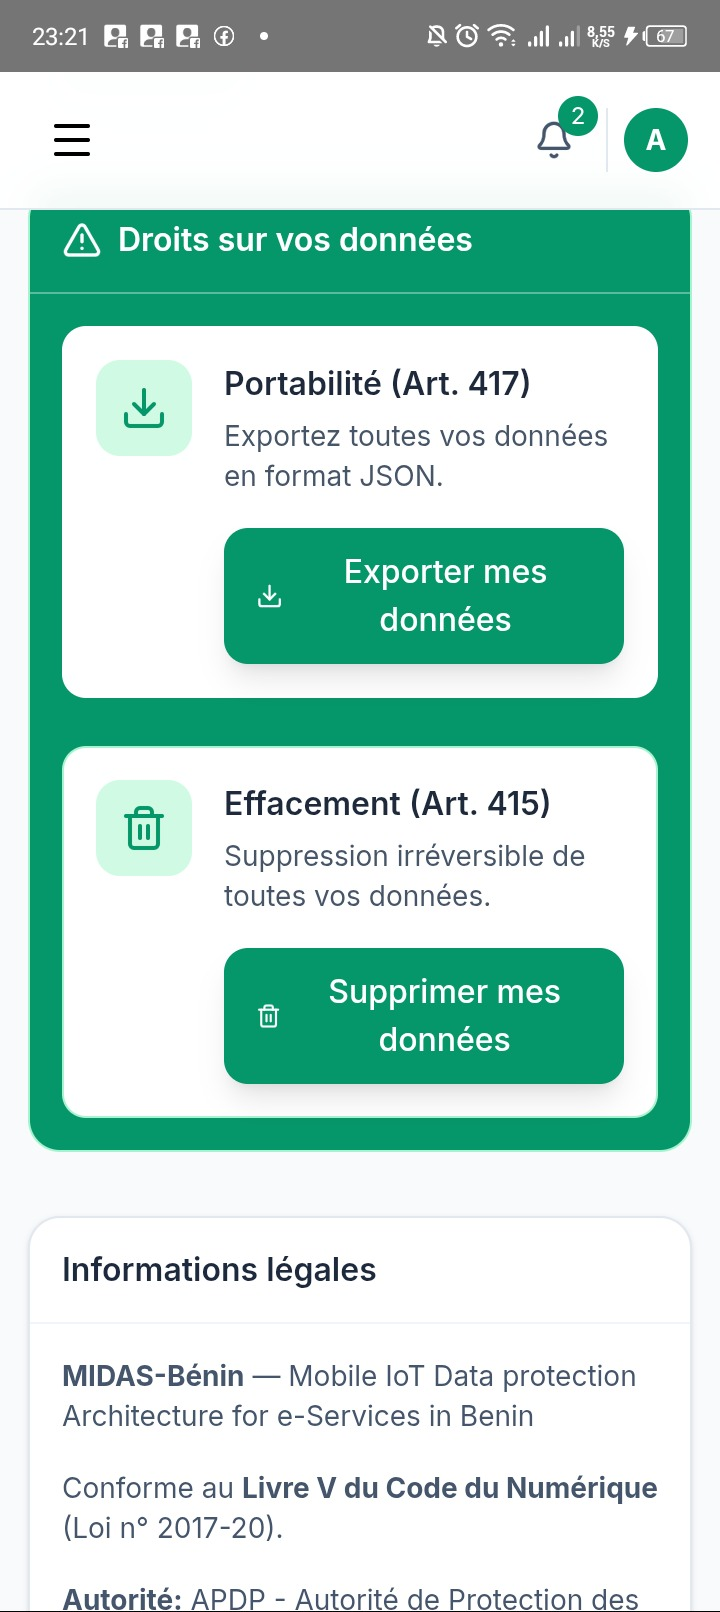 23:21
8,55
K/S
67
2
A
Droits sur vos données
Portabilité (Art. 417)
Exportez toutes vos données
en format JSON.
Exporter mes
données
Effacement (Art. 415)
Suppression irréversible de
toutes vos données.
Supprimer mes
données
Informations légales
MIDAS-Bénin — Mobile IoT Data protection
Architecture for e-Services in Benin
Conforme au Livre V du Code du Numérique
(Loi n° 2017-20).
Autorité: APDP - Autorité de Protection des